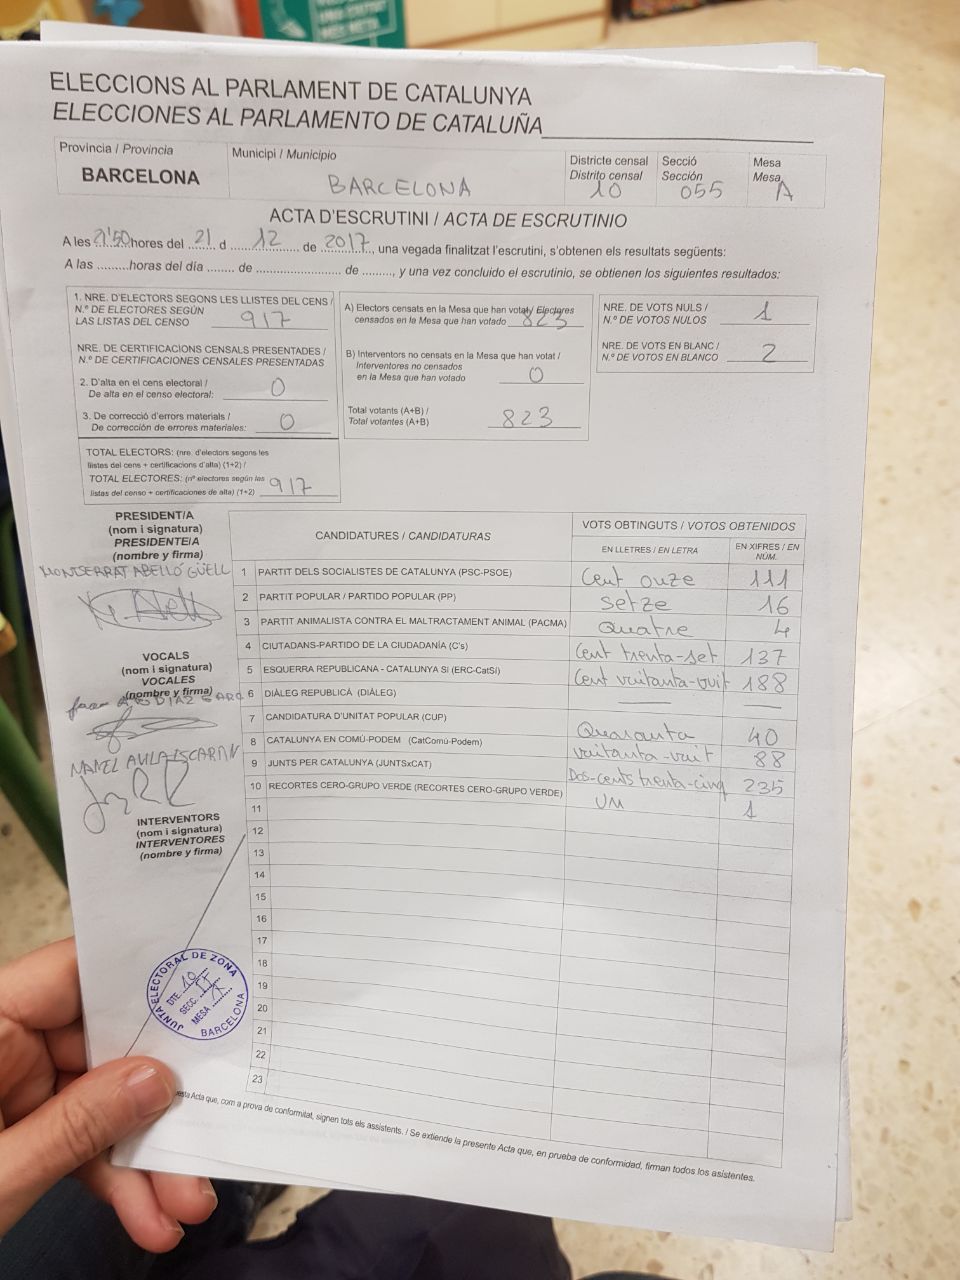 ELECCIONS AL PARLAMENT DE CATALUNYA
ELECCIONES AL PARLAMENTO DE CATALUÑA
Provincia / Provincia
BARCELONA
Municipi / Municipio
BARCELONA
Districte censal
Distrito censal
10
Secció
Sección
055
Mesa
Mesa
A
ACTA D'ESCRUTINI / ACTA DE ESCRUTINIO
A les 21'50 hores del 21 d 12 de 2017, una vegada finalitzat l'escrutini, s'obtenen els resultats següents:
A las .........horas del día ........ de ........................ de ........., y una vez concluido el escrutinio, se obtienen los siguientes resultados:
1. NRE. D'ELECTORS SEGONS LES LLISTES DEL CENS /
N.º DE ELECTORES SEGÚN
LAS LISTAS DEL CENSO 917
NRE. DE CERTIFICACIONS CENSALS PRESENTADES /
N.º DE CERTIFICACIONES CENSALES PRESENTADAS
2. D'alta en el cens electoral /
De alta en el censo electoral: 0
3. De correcció d'errors materials /
De corrección de errores materiales: 0
TOTAL ELECTORS: (nre. d'electors segons les
llistes del cens + certificacions d'alta) (1+2) /
TOTAL ELECTORES: (nº electores según las
listas del censo + certificaciones de alta) (1+2) 917
A) Electors censats en la Mesa que han votat / Electores
censados en la Mesa que han votado 823
B) Interventors no censats en la Mesa que han votat /
Interventores no censados
en la Mesa que han votado 0
Total votants (A+B) /
Total votantes (A+B) 823
NRE. DE VOTS NULS /
N.º DE VOTOS NULOS 1
NRE. DE VOTS EN BLANC /
N.º DE VOTOS EN BLANCO 2
PRESIDENT/A
(nom i signatura)
PRESIDENTE/A
(nombre y firma)
MONTSERRAT ABELLÓ GÜELL
VOCALS
(nom i signatura)
VOCALES
(nombre y firma)
DIAZ
AVILA
INTERVENTORS
(nom i signatura)
INTERVENTORES
(nombre y firma)
CANDIDATURES / CANDIDATURAS
VOTS OBTINGUTS / VOTOS OBTENIDOS
EN LLETRES / EN LETRA
EN XIFRES / EN NÚM.
1 PARTIT DELS SOCIALISTES DE CATALUNYA (PSC-PSOE) Cent onze 111
2 PARTIT POPULAR / PARTIDO POPULAR (PP) setze 16
3 PARTIT ANIMALISTA CONTRA EL MALTRACTAMENT ANIMAL (PACMA) Quatre 4
4 CIUTADANS-PARTIDO DE LA CIUDADANÍA (C's) Cent trenta-set 137
5 ESQUERRA REPUBLICANA - CATALUNYA SÍ (ERC-CatSí) Cent vuitanta-vuit 188
6 DIÀLEG REPUBLICÀ (DIÀLEG)
7 CANDIDATURA D'UNITAT POPULAR (CUP) Quaranta 40
8 CATALUNYA EN COMÚ-PODEM (CatComú-Podem) vuitanta-vuit 88
9 JUNTS PER CATALUNYA (JUNTSxCAT) Dos-cents trenta-cinq 235
10 RECORTES CERO-GRUPO VERDE (RECORTES CERO-GRUPO VERDE) un 1
11
12
13
14
15
16
17
18
19
20
21
22
23
JUNTA ELECTORAL DE ZONA
DTE. 10
SECC.
MESA A
BARCELONA
Acta que, com a prova de conformitat, signen tots els assistents. / Se extiende la presente Acta que, en prueba de conformidad, firman todos los asistentes.